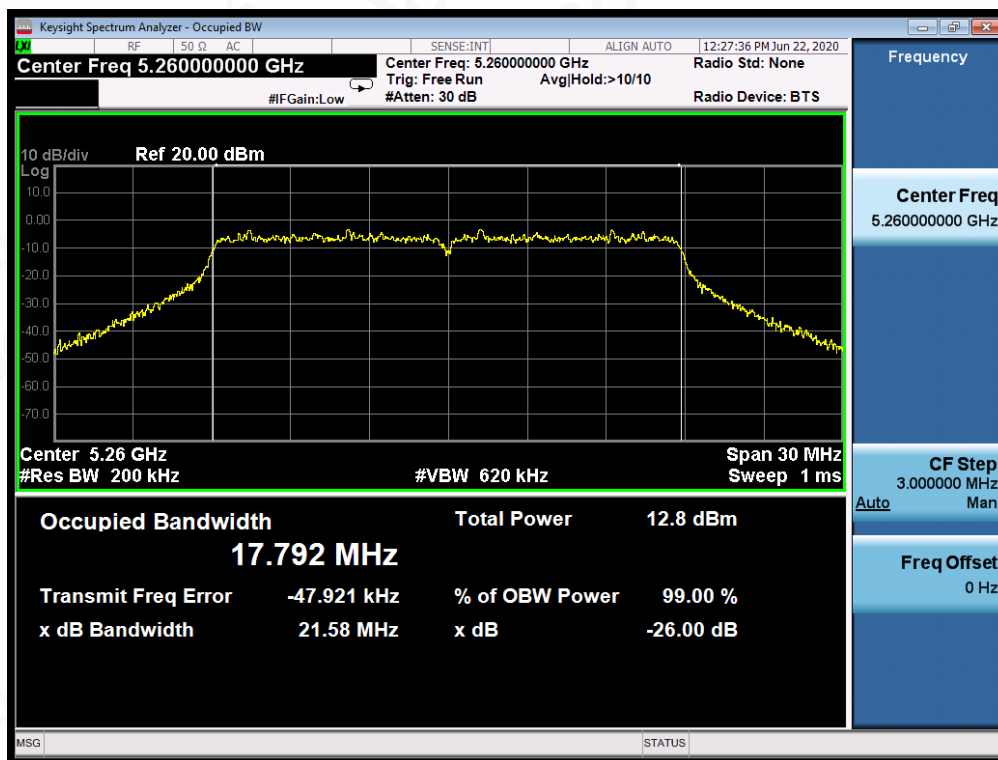 Keysight Spectrum Analyzer - Occupied BW
LXI RF 50 Ω AC SENSE:INT ALIGN AUTO 12:27:36 PM Jun 22, 2020
Center Freq 5.260000000 GHz
Center Freq: 5.260000000 GHz
Radio Std: None
Trig: Free Run Avg|Hold:>10/10
#IFGain:Low
#Atten: 30 dB
Radio Device: BTS
10 dB/div Ref 20.00 dBm
Log
10.0
0.00
-10.0
-20.0
-30.0
-40.0
-50.0
-60.0
-70.0
Center 5.26 GHz Span 30 MHz
#Res BW 200 kHz #VBW 620 kHz Sweep 1 ms
Occupied Bandwidth Total Power 12.8 dBm
17.792 MHz
Transmit Freq Error -47.921 kHz % of OBW Power 99.00 %
x dB Bandwidth 21.58 MHz x dB -26.00 dB
MSG STATUS
Frequency
Center Freq
5.260000000 GHz
CF Step
3.000000 MHz
Auto Man
Freq Offset
0 Hz